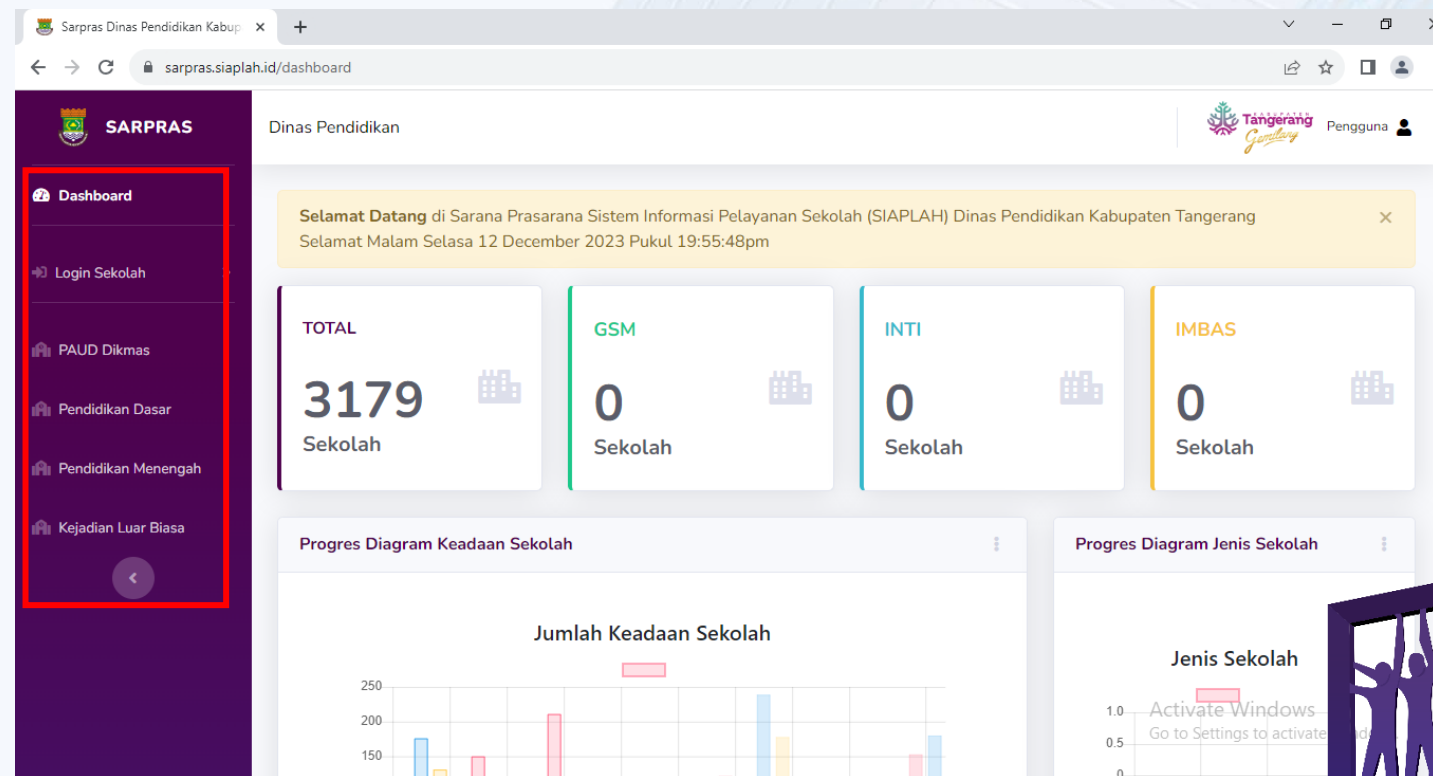 Sarpras Dinas Pendidikan Kabup
sarpras.siaplah.id/dashboard
SARPRAS
Dinas Pendidikan
KABUPATEN
Tangerang
Gemilang
Pengguna
Dashboard
Login Sekolah
PAUD Dikmas
Pendidikan Dasar
Pendidikan Menengah
Kejadian Luar Biasa
Selamat Datang di Sarana Prasarana Sistem Informasi Pelayanan Sekolah (SIAPLAH) Dinas Pendidikan Kabupaten Tangerang
Selamat Malam Selasa 12 December 2023 Pukul 19:55:48pm
TOTAL
3179
Sekolah
GSM
0
Sekolah
INTI
0
Sekolah
IMBAS
0
Sekolah
Progres Diagram Keadaan Sekolah
Jumlah Keadaan Sekolah
250
200
150
Progres Diagram Jenis Sekolah
Jenis Sekolah
1.0
0.5
0
Activate Windows
Go to Settings to activate